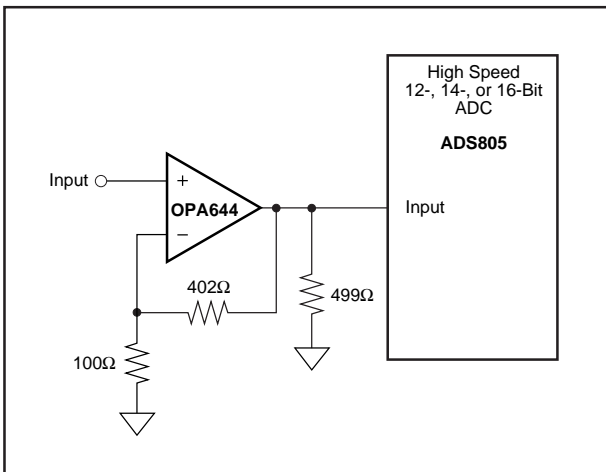 High Speed
12-, 14-, or 16-Bit
ADC
ADS805
Input
+
OPA644
−
Input
402Ω
499Ω
100Ω